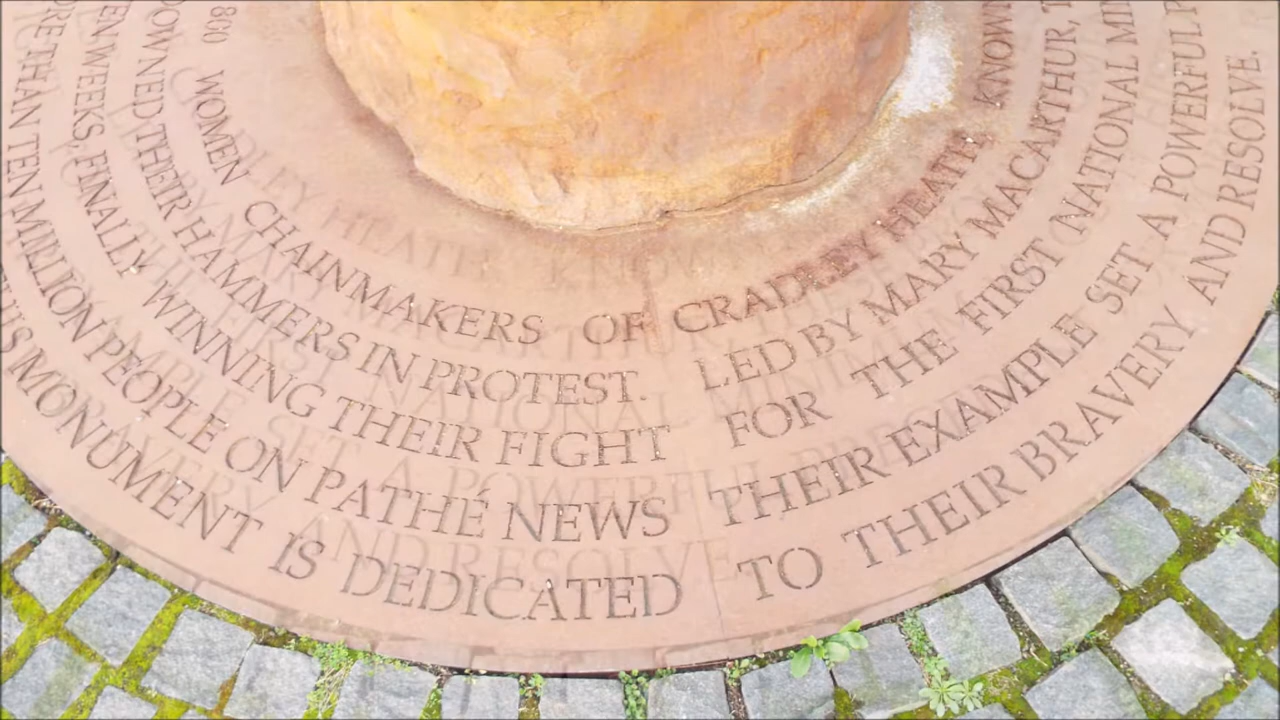 800 WOMEN CHAINMAKERS OF CRADLEY HEATH, KNOWN
DOWNED THEIR HAMMERS IN PROTEST. LED BY MARY MACARTHUR,
TEN WEEKS, FINALLY WINNING THEIR FIGHT FOR THE FIRST NATIONAL
MORE THAN TEN MILLION PEOPLE ON PATHÉ NEWS THEIR EXAMPLE SET A POWERFUL
THIS MONUMENT IS DEDICATED TO THEIR BRAVERY AND RESOLVE.